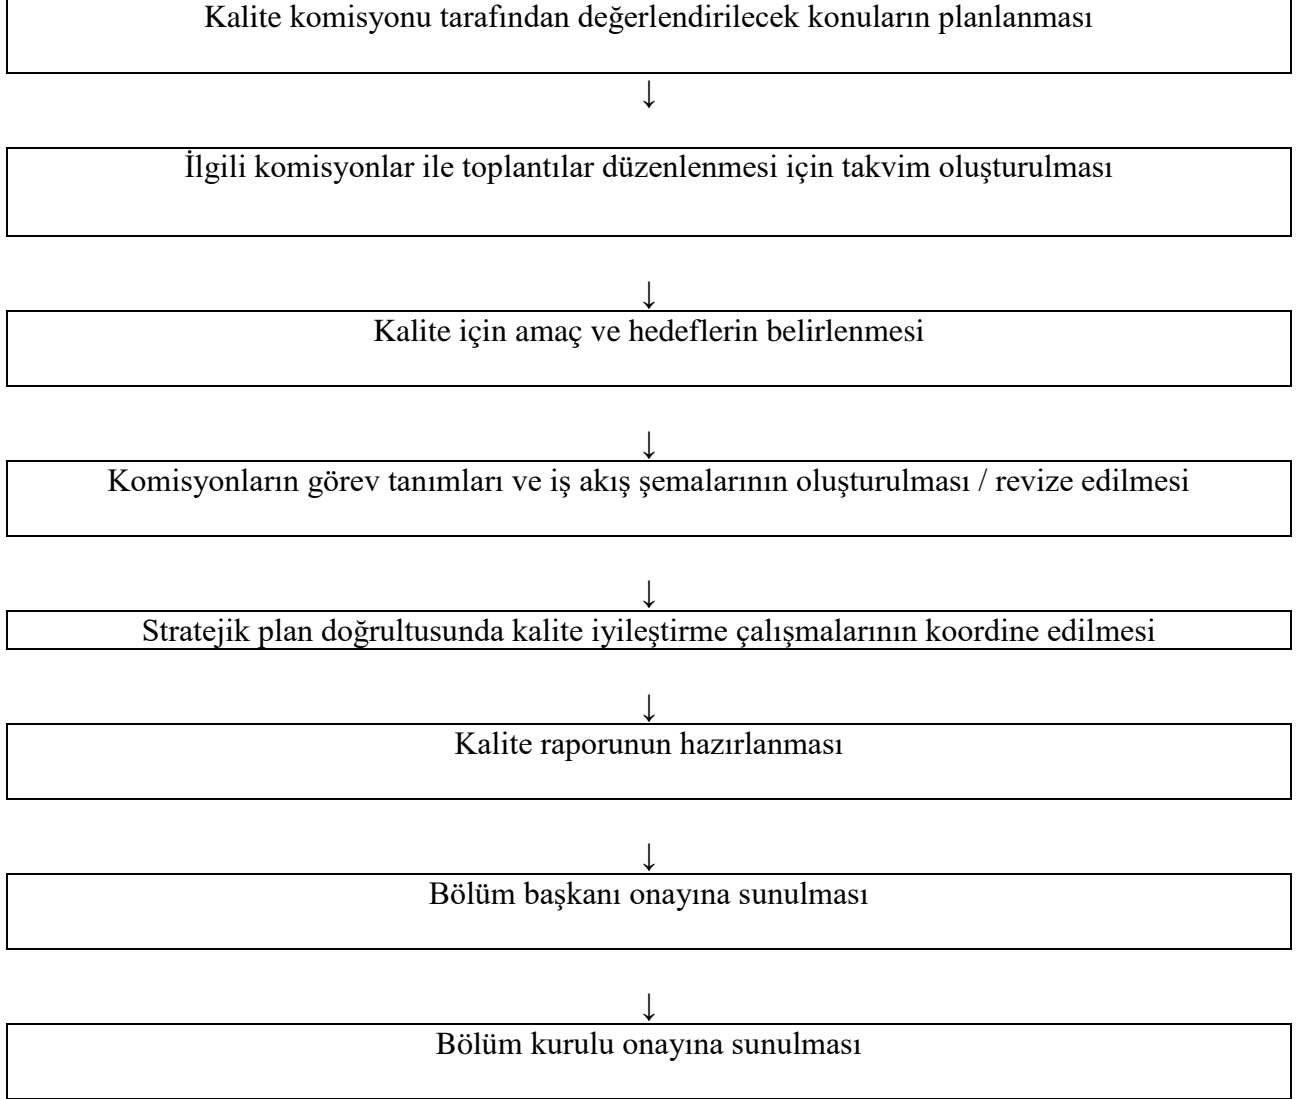 Kalite komisyonu tarafından değerlendirilecek konuların planlanması
↓
İlgili komisyonlar ile toplantılar düzenlenmesi için takvim oluşturulması
↓
Kalite için amaç ve hedeflerin belirlenmesi
↓
Komisyonların görev tanımları ve iş akış şemalarının oluşturulması / revize edilmesi
↓
Stratejik plan doğrultusunda kalite iyileştirme çalışmalarının koordine edilmesi
↓
Kalite raporunun hazırlanması
↓
Bölüm başkanı onayına sunulması
↓
Bölüm kurulu onayına sunulması